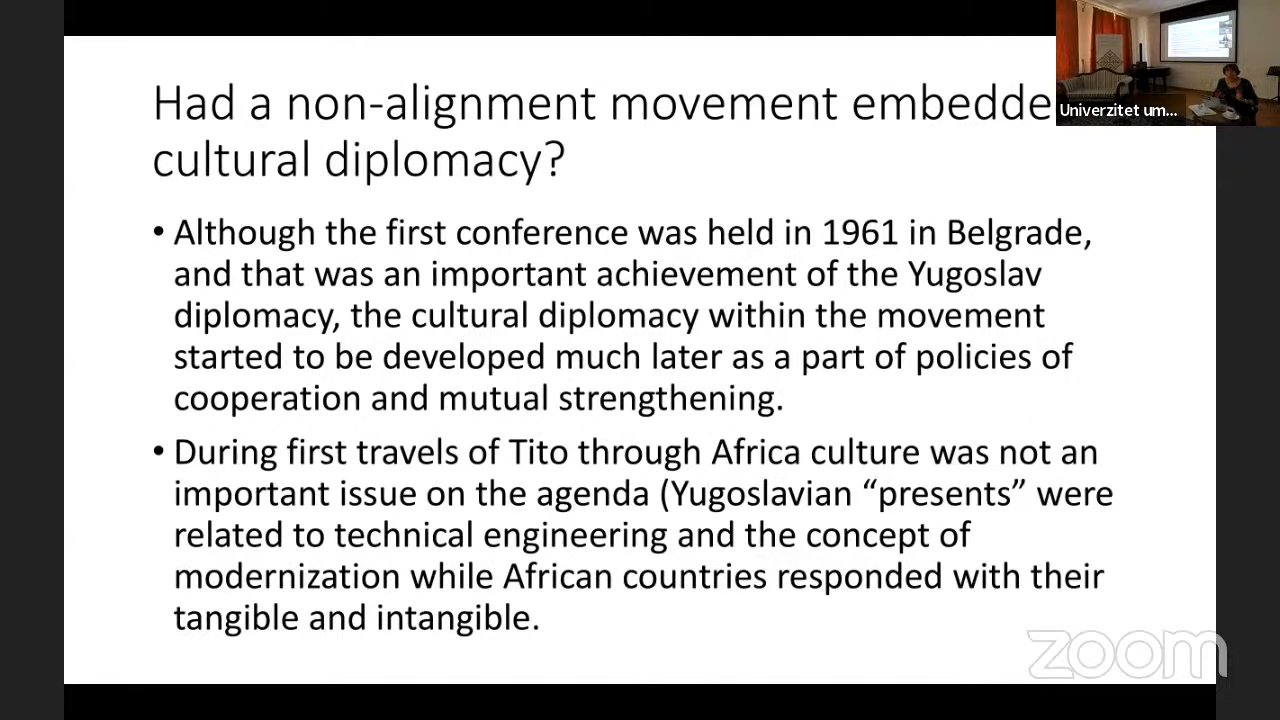 Had a non-alignment movement embedde
cultural diplomacy?
• Although the first conference was held in 1961 in Belgrade,
and that was an important achievement of the Yugoslav
diplomacy, the cultural diplomacy within the movement
started to be developed much later as a part of policies of
cooperation and mutual strengthening.
• During first travels of Tito through Africa culture was not an
important issue on the agenda (Yugoslavian “presents” were
related to technical engineering and the concept of
modernization while African countries responded with their
tangible and intangible.
Univerzitet um...
zoom